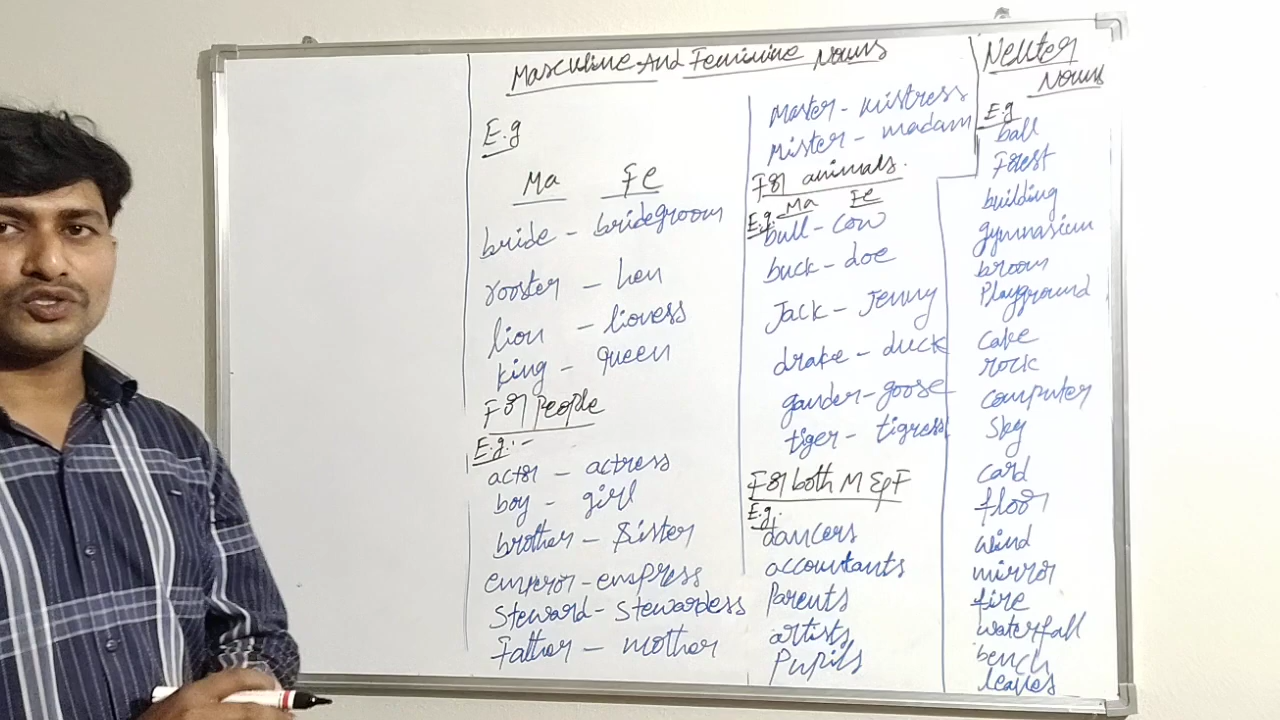 Masculine And Feminine Nouns
E.g
Ma Fe
bride - bridegroom
rooster - hen
lion - lioness
king - queen
For People
E.g:-
actor - actress
boy - girl
brother - Sister
emperor - empress
Steward - Stewardess
Father - mother
Master - mistress
Mister - madam
For animals.
E.g. Ma Fe
bull - cow
buck - doe
Jack - Jenny
drake - duck
gander - goose
tiger - tigress
For both M & F
E.g.
dancers
accountants
Parents
artists
Pupils
Neuter
Nouns
E.g
ball
Forest
building
gymnasium
broom
Playground
cake
rock
computer
Sky
card
floor
wind
mirror
fire
waterfall
bench
leaves